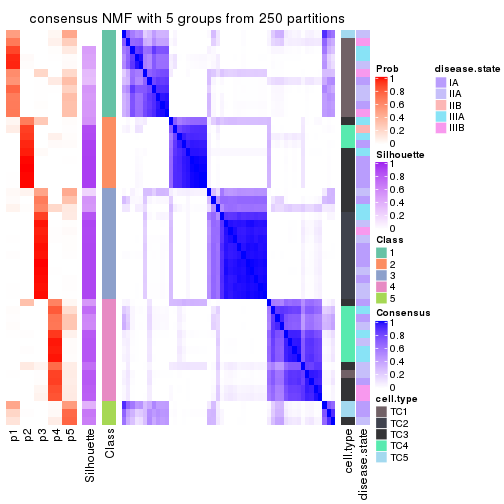 consensus NMF with 5 groups from 250 partitions
p1
p2
p3
p4
p5
Silhouette
Class
cell.type
disease.state
Prob
1
0.8
0.6
0.4
0.2
0
Silhouette
1
0.8
0.6
0.4
0.2
0
Class
1
2
3
4
5
Consensus
1
0.8
0.6
0.4
0.2
0
cell.type
TC1
TC2
TC3
TC4
TC5
disease.state
IA
IIA
IIB
IIIA
IIIB